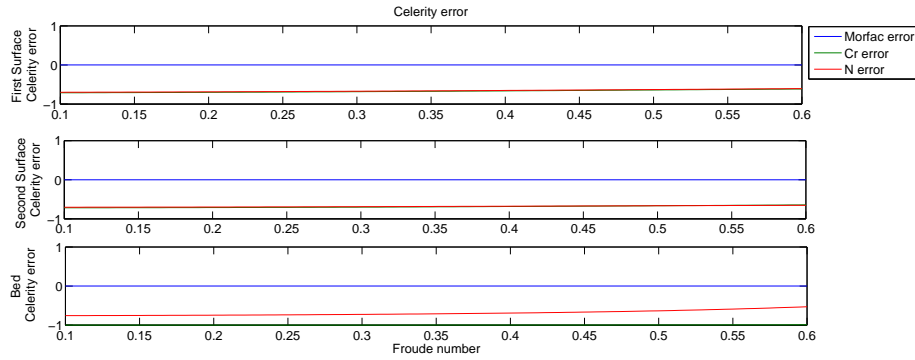 Celerity error
First Surface
Celerity error
1
0
−1
0.1 0.15 0.2 0.25 0.3 0.35 0.4 0.45 0.5 0.55 0.6
Morfac error
Cr error
N error
Second Surface
Celerity error
1
0
−1
0.1 0.15 0.2 0.25 0.3 0.35 0.4 0.45 0.5 0.55 0.6
Bed
Celerity error
1
0
−1
0.1 0.15 0.2 0.25 0.3 0.35 0.4 0.45 0.5 0.55 0.6
Froude number